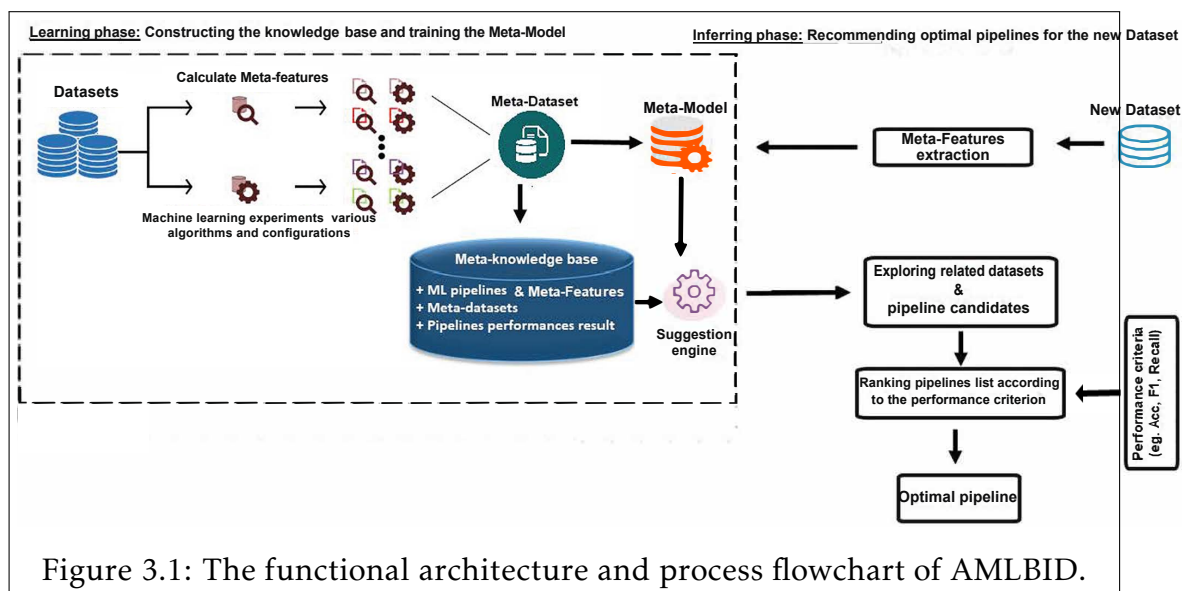 Learning phase: Constructing the knowledge base and training the Meta-Model
Inferring phase: Recommending optimal pipelines for the new Dataset
Datasets
Calculate Meta-features
Machine learning experiments various
algorithms and configurations
Meta-Dataset
Meta-Model
Meta-knowledge base
+ ML pipelines & Meta-Features
+ Meta-datasets
+ Pipelines performances result
Suggestion
engine
New Dataset
Meta-Features
extraction
Exploring related datasets
&
pipeline candidates
Ranking pipelines list according
to the performance criterion
Performance criteria
(eg. Acc, F1, Recall)
Optimal pipeline
Figure 3.1: The functional architecture and process flowchart of AMLBID.